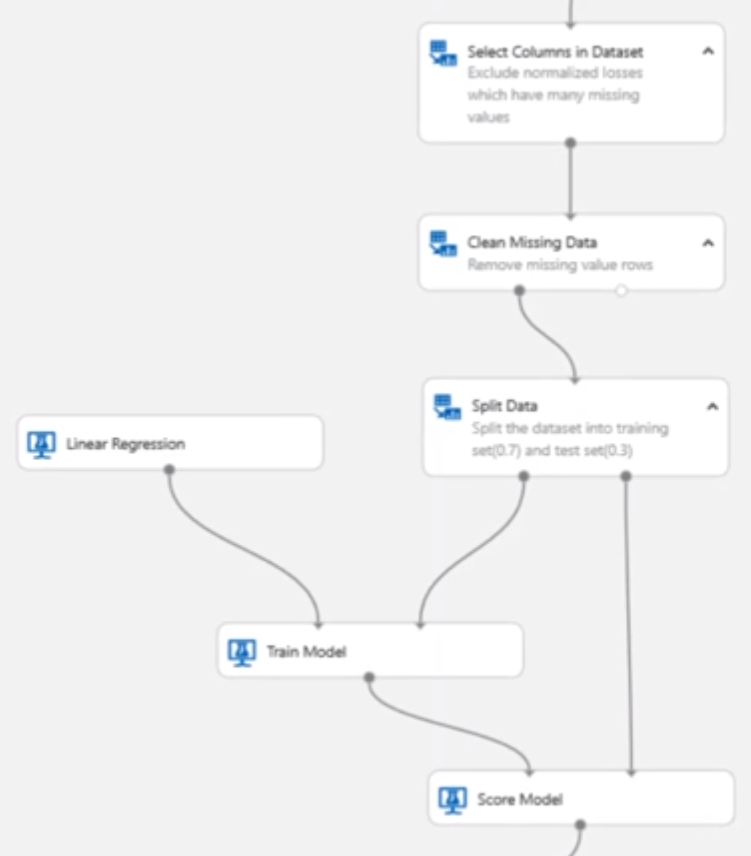 Select Columns in Dataset
Exclude normalized losses
which have many missing
values
Clean Missing Data
Remove missing value rows
Split Data
Split the dataset into training
set(0.7) and test set(0.3)
Linear Regression
Train Model
Score Model